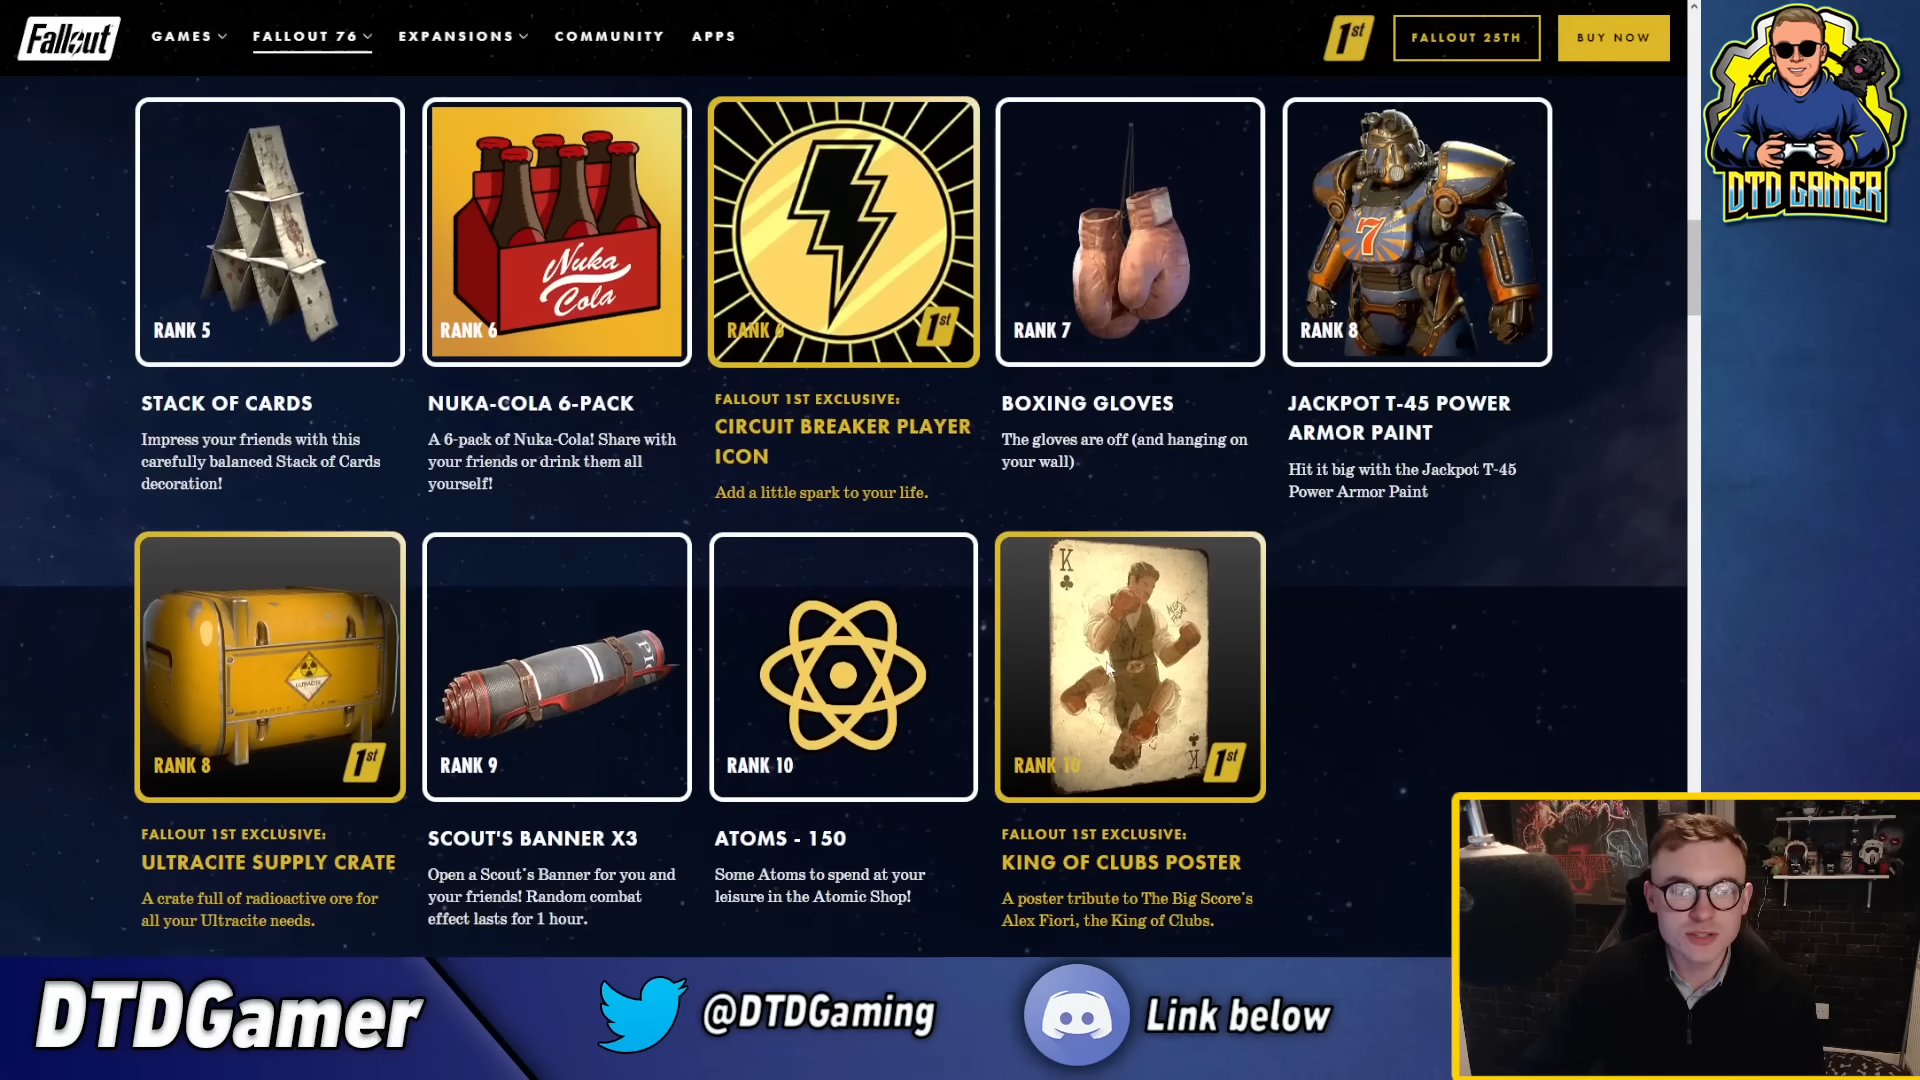 Fallout
GAMES
FALLOUT 76
EXPANSIONS
COMMUNITY
APPS
1st
FALLOUT 25TH
BUY NOW
DTD GAMER
RANK 5
Nuka
Cola
RANK 6
RANK 6
1st
RANK 7
7
RANK 8
STACK OF CARDS
Impress your friends with this
carefully balanced Stack of Cards
decoration!
NUKA-COLA 6-PACK
A 6-pack of Nuka-Cola! Share with
your friends or drink them all
yourself!
FALLOUT 1ST EXCLUSIVE:
CIRCUIT BREAKER PLAYER
ICON
Add a little spark to your life.
BOXING GLOVES
The gloves are off (and hanging on
your wall)
JACKPOT T-45 POWER
ARMOR PAINT
Hit it big with the Jackpot T-45
Power Armor Paint
ULTRACITE
RANK 8
1st
RANK 9
RANK 10
K
K
RANK 10
1st
FALLOUT 1ST EXCLUSIVE:
ULTRACITE SUPPLY CRATE
A crate full of radioactive ore for
all your Ultracite needs.
SCOUT'S BANNER X3
Open a Scout's Banner for you and
your friends! Random combat
effect lasts for 1 hour.
ATOMS - 150
Some Atoms to spend at your
leisure in the Atomic Shop!
FALLOUT 1ST EXCLUSIVE:
KING OF CLUBS POSTER
A poster tribute to The Big Score's
Alex Fiori, the King of Clubs.
DTDGamer
@DTDGaming
Link below